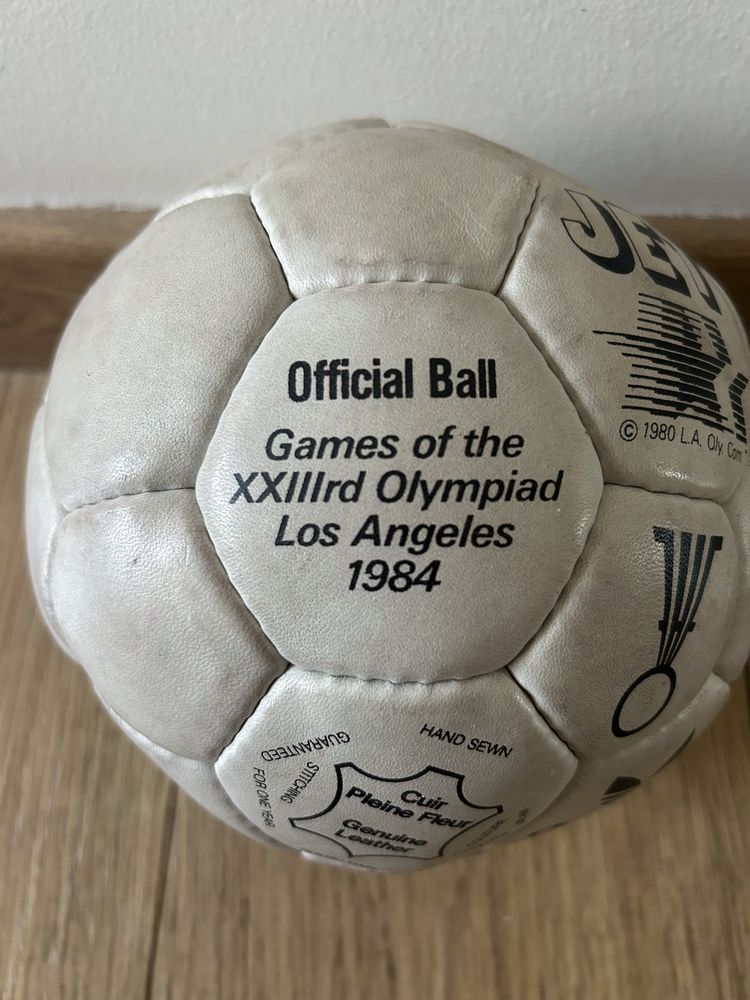 Official Ball
Games of the
XXIIIrd Olympiad
Los Angeles
1984
© 1980 L.A. Oly. Com
HAND SEWN
GUARANTEED
STITCHING
FOR ONE YEAR
Cuir
Pleine Fleur
Genuine
Leather